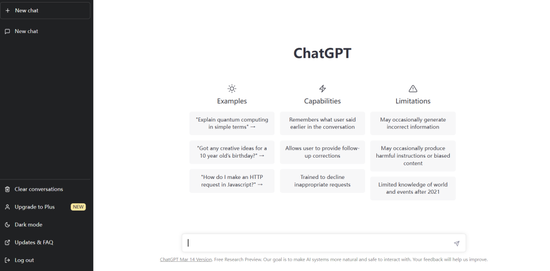 New chat
New chat
Clear conversations
Upgrade to Plus NEW
Dark mode
Updates & FAQ
Log out
ChatGPT
Examples
"Explain quantum computing
in simple terms" →
"Got any creative ideas for a
10 year old's birthday?" →
"How do I make an HTTP
request in Javascript?" →
Capabilities
Remembers what user said
earlier in the conversation
Allows user to provide follow-
up corrections
Trained to decline
inappropriate requests
Limitations
May occasionally generate
incorrect information
May occasionally produce
harmful instructions or biased
content
Limited knowledge of world
and events after 2021
ChatGPT Mar 14 Version. Free Research Preview. Our goal is to make AI systems more natural and safe to interact with. Your feedback will help us improve.